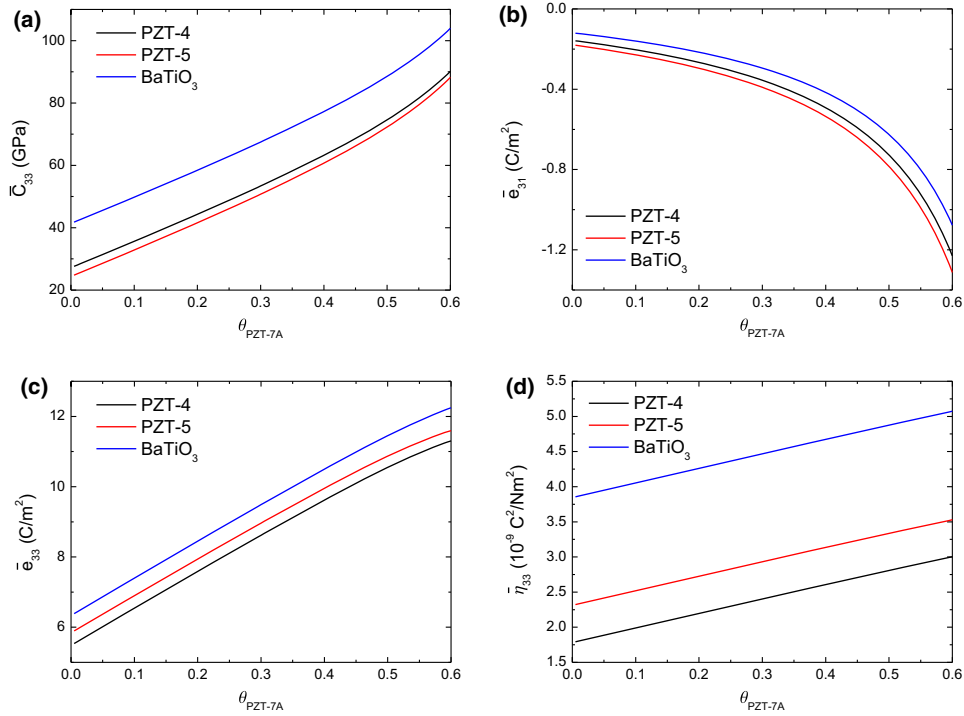 (a)
PZT-4
PZT-5
BaTiO₃
C̄₃₃ (GPa)
100
80
60
40
20
0.0 0.1 0.2 0.3 0.4 0.5 0.6
θPZT-7A
(b)
0.0
-0.4
-0.8
-1.2
ē₃₁ (C/m²)
PZT-4
PZT-5
BaTiO₃
0.0 0.1 0.2 0.3 0.4 0.5 0.6
θPZT-7A
(c)
PZT-4
PZT-5
BaTiO₃
ē₃₃ (C/m²)
12
10
8
6
0.0 0.1 0.2 0.3 0.4 0.5 0.6
θPZT-7A
(d)
PZT-4
PZT-5
BaTiO₃
η̄₃₃ (10⁻⁹ C²/Nm²)
5.5
5.0
4.5
4.0
3.5
3.0
2.5
2.0
1.5
0.0 0.1 0.2 0.3 0.4 0.5 0.6
θPZT-7A